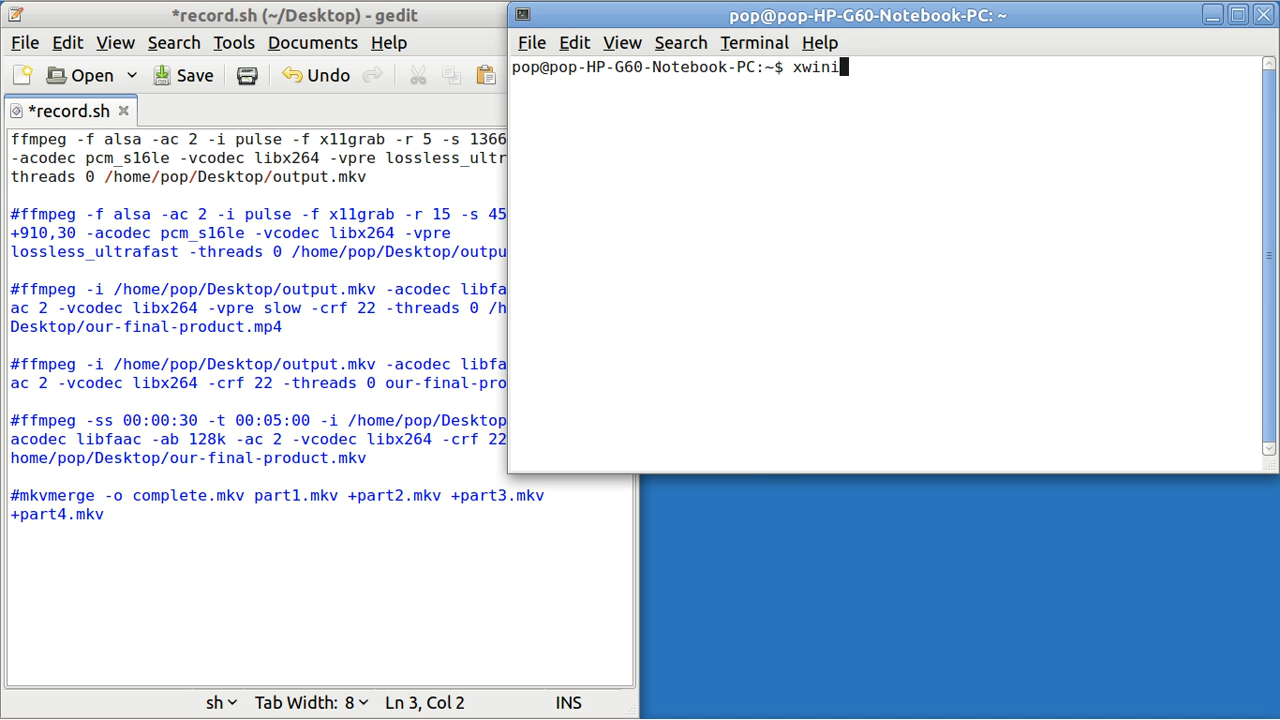 *record.sh (~/Desktop) - gedit
File Edit View Search Tools Documents Help
Open Save Undo
*record.sh
ffmpeg -f alsa -ac 2 -i pulse -f x11grab -r 5 -s 1366
-acodec pcm_s16le -vcodec libx264 -vpre lossless_ultr
threads 0 /home/pop/Desktop/output.mkv
#ffmpeg -f alsa -ac 2 -i pulse -f x11grab -r 15 -s 45
+910,30 -acodec pcm_s16le -vcodec libx264 -vpre
lossless_ultrafast -threads 0 /home/pop/Desktop/outpu
#ffmpeg -i /home/pop/Desktop/output.mkv -acodec libfa
ac 2 -vcodec libx264 -vpre slow -crf 22 -threads 0 /h
Desktop/our-final-product.mp4
#ffmpeg -i /home/pop/Desktop/output.mkv -acodec libfa
ac 2 -vcodec libx264 -crf 22 -threads 0 our-final-pro
#ffmpeg -ss 00:00:30 -t 00:05:00 -i /home/pop/Desktop
acodec libfaac -ab 128k -ac 2 -vcodec libx264 -crf 22
home/pop/Desktop/our-final-product.mkv
#mkvmerge -o complete.mkv part1.mkv +part2.mkv +part3.mkv
+part4.mkv
sh Tab Width: 8 Ln 3, Col 2 INS
pop@pop-HP-G60-Notebook-PC: ~
File Edit View Search Terminal Help
pop@pop-HP-G60-Notebook-PC:~$ xwini